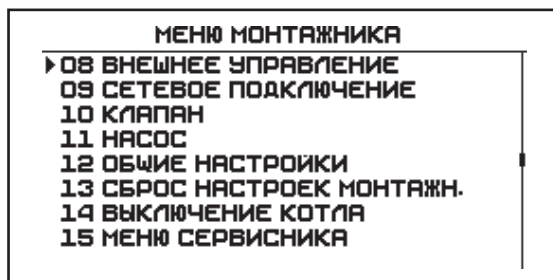 МЕНЮ МОНТАЖНИКА
08 ВНЕШНЕЕ УПРАВЛЕНИЕ
09 СЕТЕВОЕ ПОДКЛЮЧЕНИЕ
10 КЛАПАН
11 НАСОС
12 ОБЩИЕ НАСТРОЙКИ
13 СБРОС НАСТРОЕК МОНТАЖН.
14 ВЫКЛЮЧЕНИЕ КОТЛА
15 МЕНЮ СЕРВИСНИКА